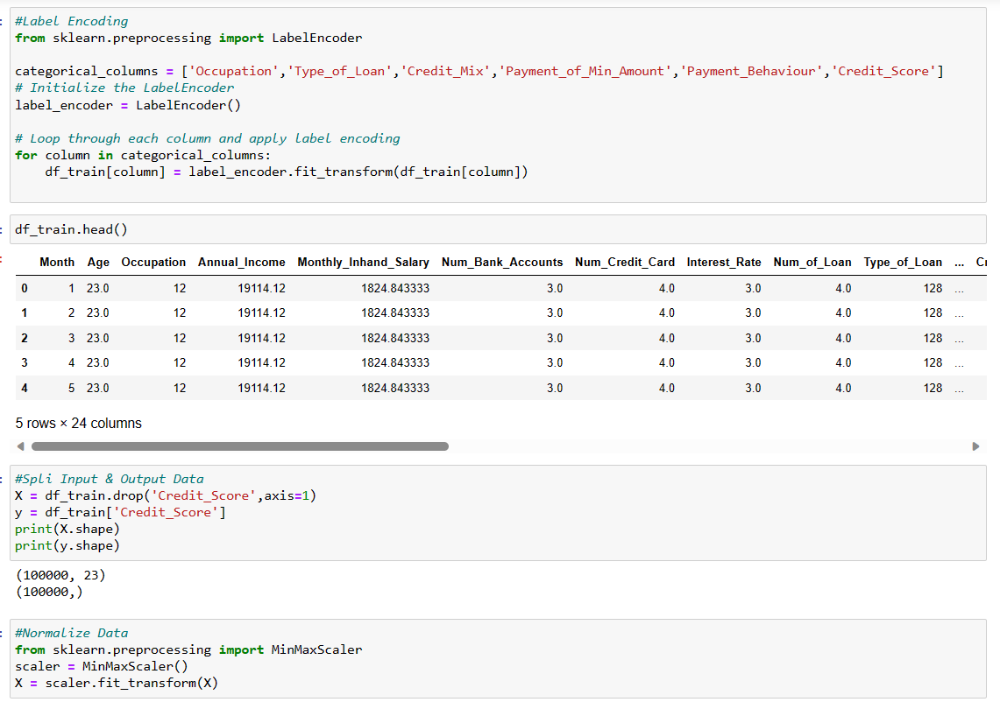 #Label Encoding
from sklearn.preprocessing import LabelEncoder
categorical_columns = ['Occupation','Type_of_Loan','Credit_Mix','Payment_of_Min_Amount','Payment_Behaviour','Credit_Score']
# Initialize the LabelEncoder
label_encoder = LabelEncoder()
# Loop through each column and apply label encoding
for column in categorical_columns:
    df_train[column] = label_encoder.fit_transform(df_train[column])
df_train.head()
Month Age Occupation Annual_Income Monthly_Inhand_Salary Num_Bank_Accounts Num_Credit_Card Interest_Rate Num_of_Loan Type_of_Loan ... Cr
0 1 23.0 12 19114.12 1824.843333 3.0 4.0 3.0 4.0 128 ...
1 2 23.0 12 19114.12 1824.843333 3.0 4.0 3.0 4.0 128 ...
2 3 23.0 12 19114.12 1824.843333 3.0 4.0 3.0 4.0 128 ...
3 4 23.0 12 19114.12 1824.843333 3.0 4.0 3.0 4.0 128 ...
4 5 23.0 12 19114.12 1824.843333 3.0 4.0 3.0 4.0 128 ...
5 rows × 24 columns
#Spli Input & Output Data
X = df_train.drop('Credit_Score',axis=1)
y = df_train['Credit_Score']
print(X.shape)
print(y.shape)
(100000, 23)
(100000,)
#Normalize Data
from sklearn.preprocessing import MinMaxScaler
scaler = MinMaxScaler()
X = scaler.fit_transform(X)